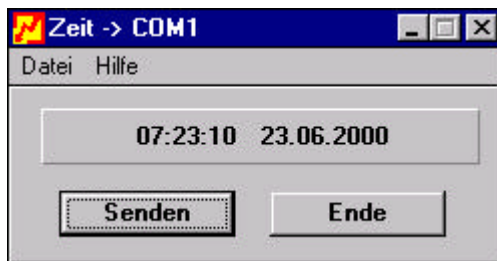 Zeit -> COM1
Datei Hilfe
07:23:10 23.06.2000
Senden Ende